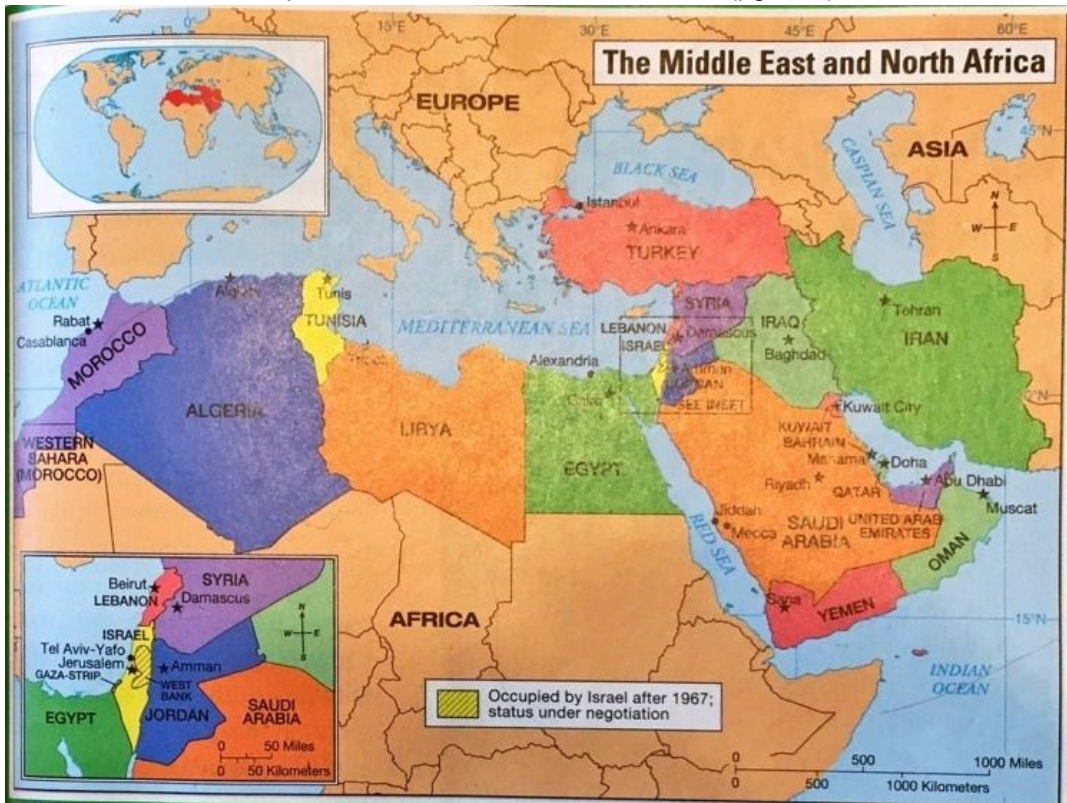 15°E
30°E
45°E
60°E
The Middle East and North Africa
EUROPE
ASIA
45°N
BLACK SEA
CASPIAN SEA
N
W
E
S
Istanbul
Ankara
TURKEY
ATLANTIC
OCEAN
Rabat
Casablanca
MOROCCO
Tunis
TUNISIA
MEDITERRANEAN SEA
SYRIA
LEBANON
Damascus
ISRAEL
IRAQ
Baghdad
Tehran
IRAN
Alexandria
Cairo
Amman
JORDAN
SEE INSET
ALGERIA
LIBYA
EGYPT
WESTERN
SAHARA
(MOROCCO)
Kuwait City
KUWAIT
BAHRAIN
Manama
Doha
Riyadh
QATAR
Abu Dhabi
Muscat
Jiddah
Mecca
SAUDI
ARABIA
UNITED ARAB
EMIRATES
OMAN
RED SEA
Sana
YEMEN
15°N
AFRICA
INDIAN
OCEAN
Beirut
LEBANON
SYRIA
Damascus
N
W
E
S
ISRAEL
Tel Aviv-Yafo
Jerusalem
GAZA-STRIP
Amman
WEST
BANK
EGYPT
JORDAN
SAUDI
ARABIA
0 50 Miles
0 50 Kilometers
Occupied by Israel after 1967;
status under negotiation
0 500 1000 Miles
0 500 1000 Kilometers